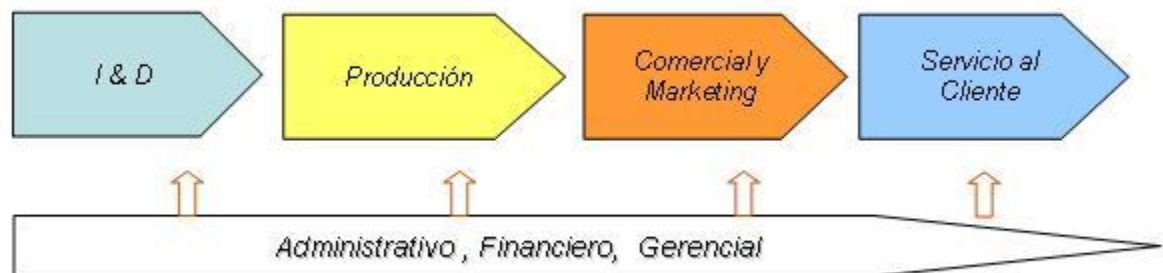 I & D
Producción
Comercial y
Marketing
Servicio al
Cliente
Administrativo , Financiero, Gerencial